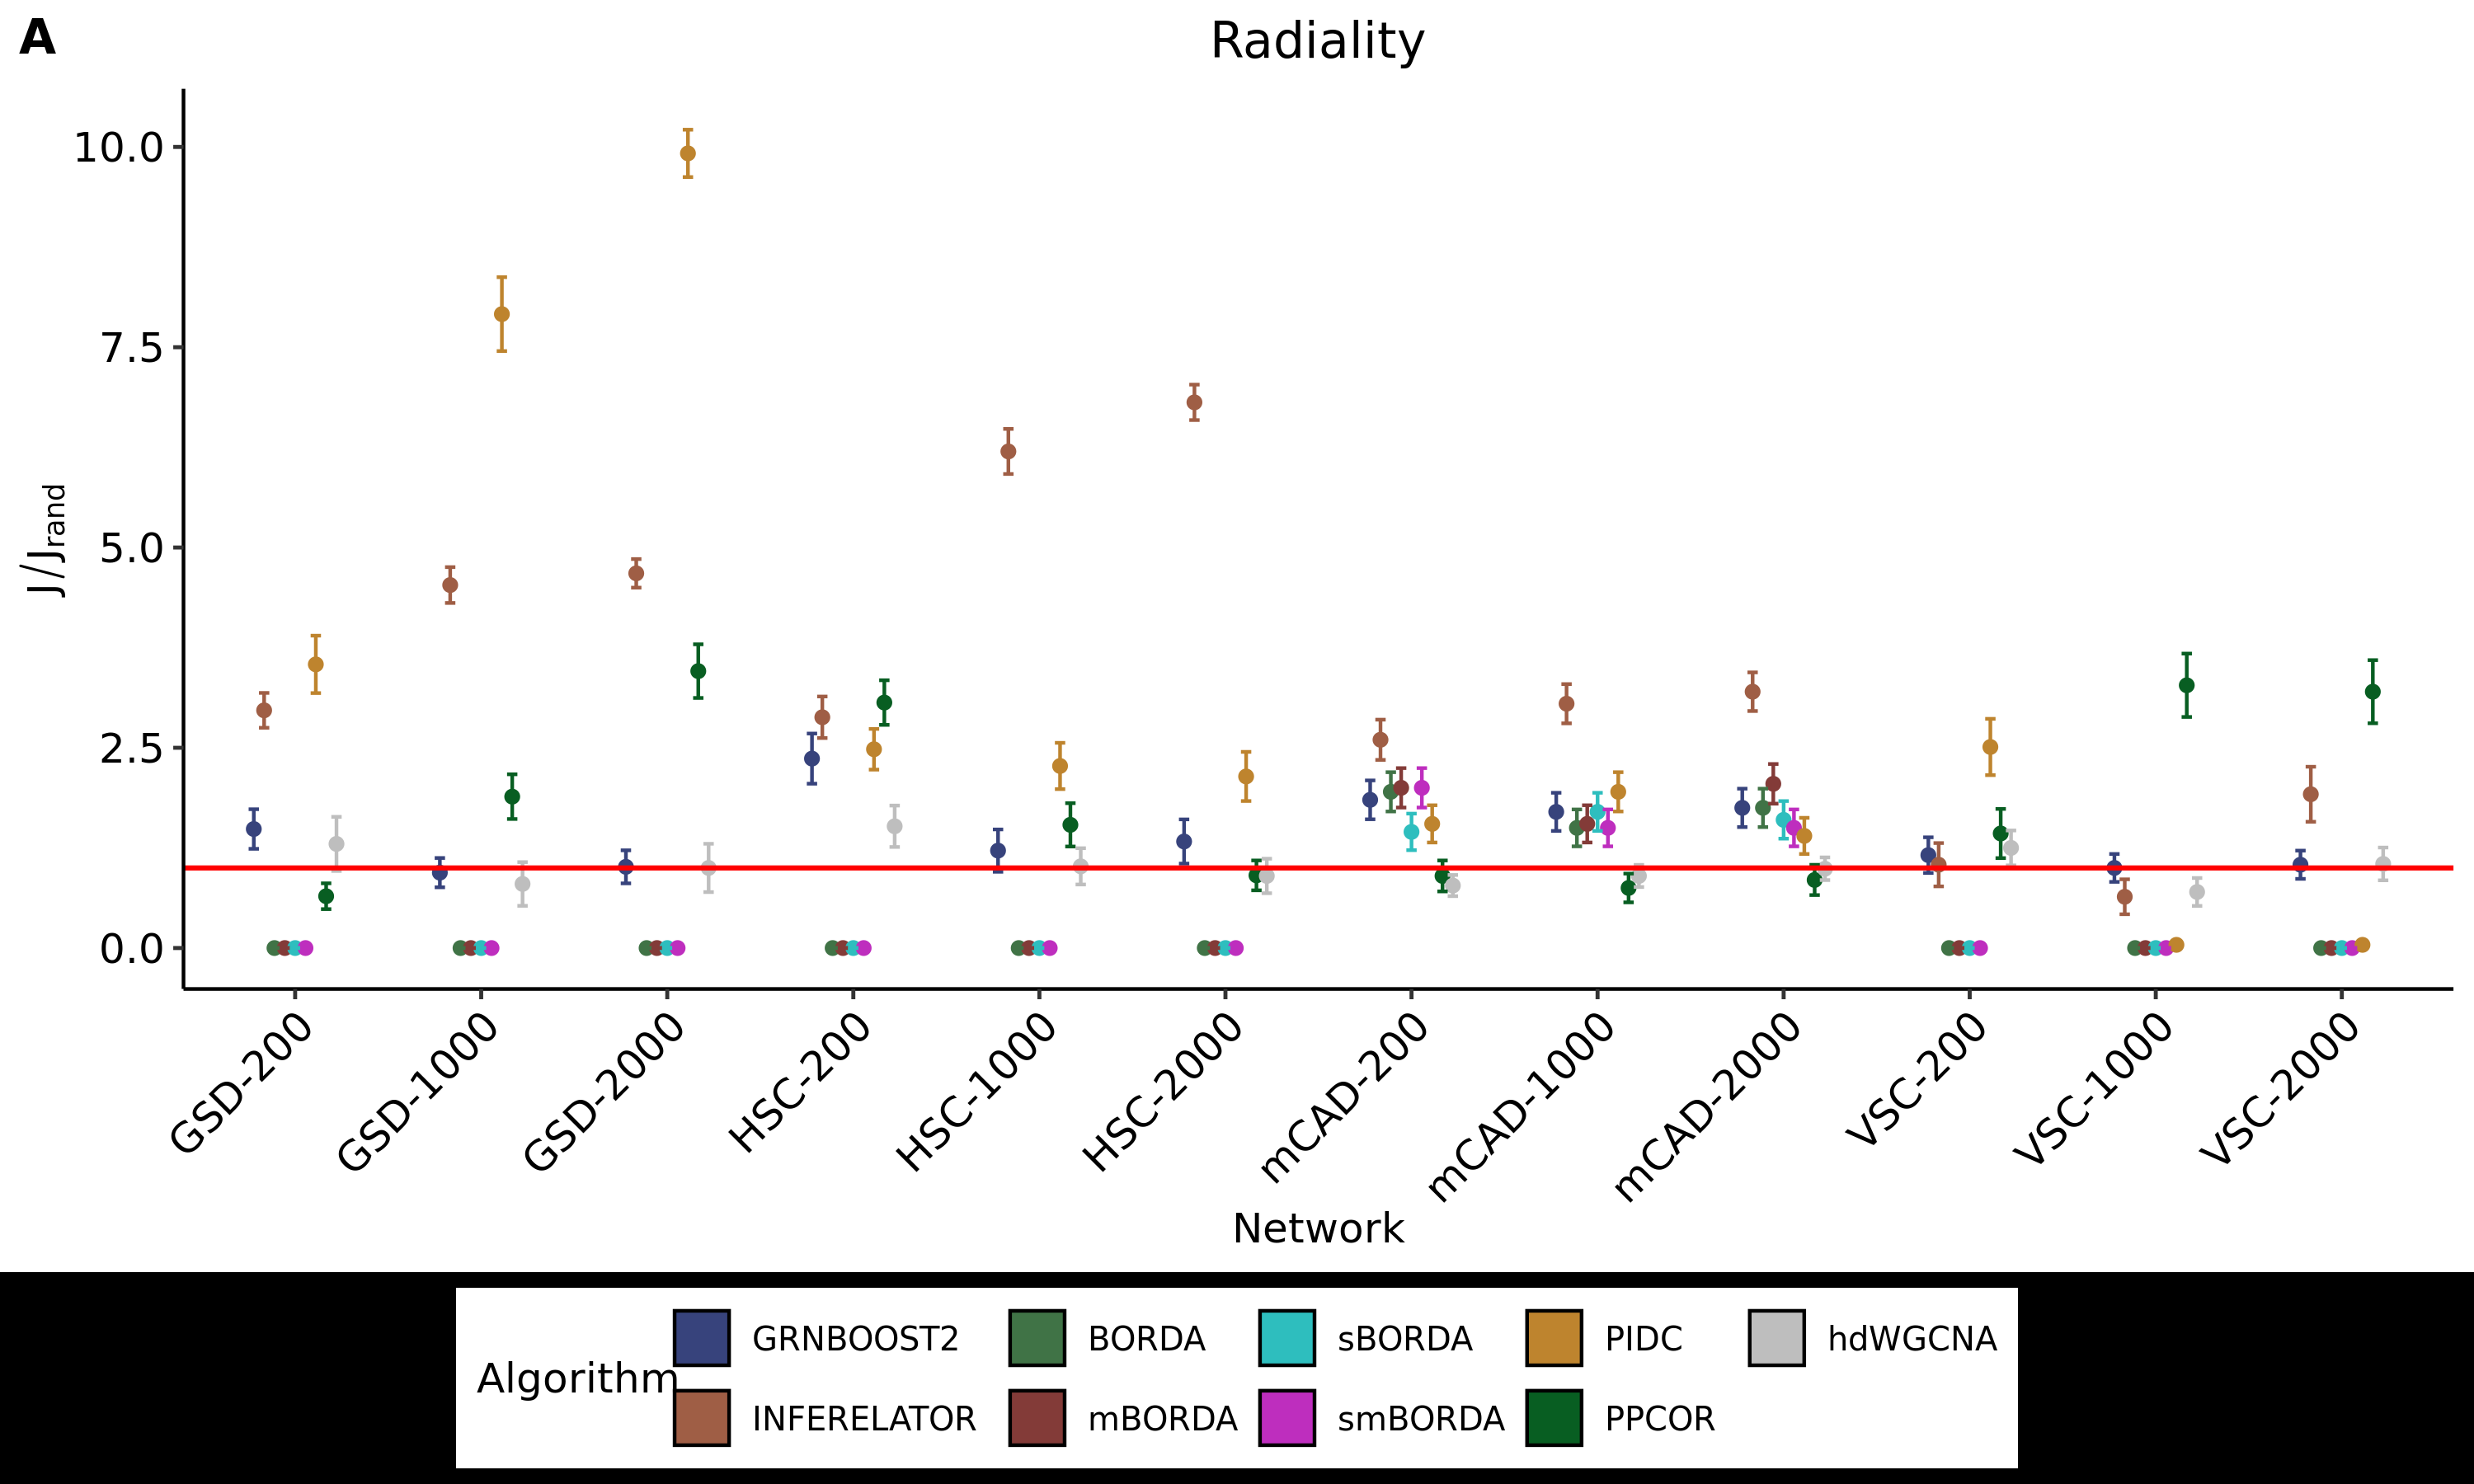 A
Radiality
10.0
7.5
5.0
2.5
0.0
J/Jrand
GSD-200
GSD-1000
GSD-2000
HSC-200
HSC-1000
HSC-2000
mCAD-200
mCAD-1000
mCAD-2000
VSC-200
VSC-1000
VSC-2000
Network
Algorithm
GRNBOOST2 BORDA sBORDA PIDC hdWGCNA
INFERELATOR mBORDA smBORDA PPCOR